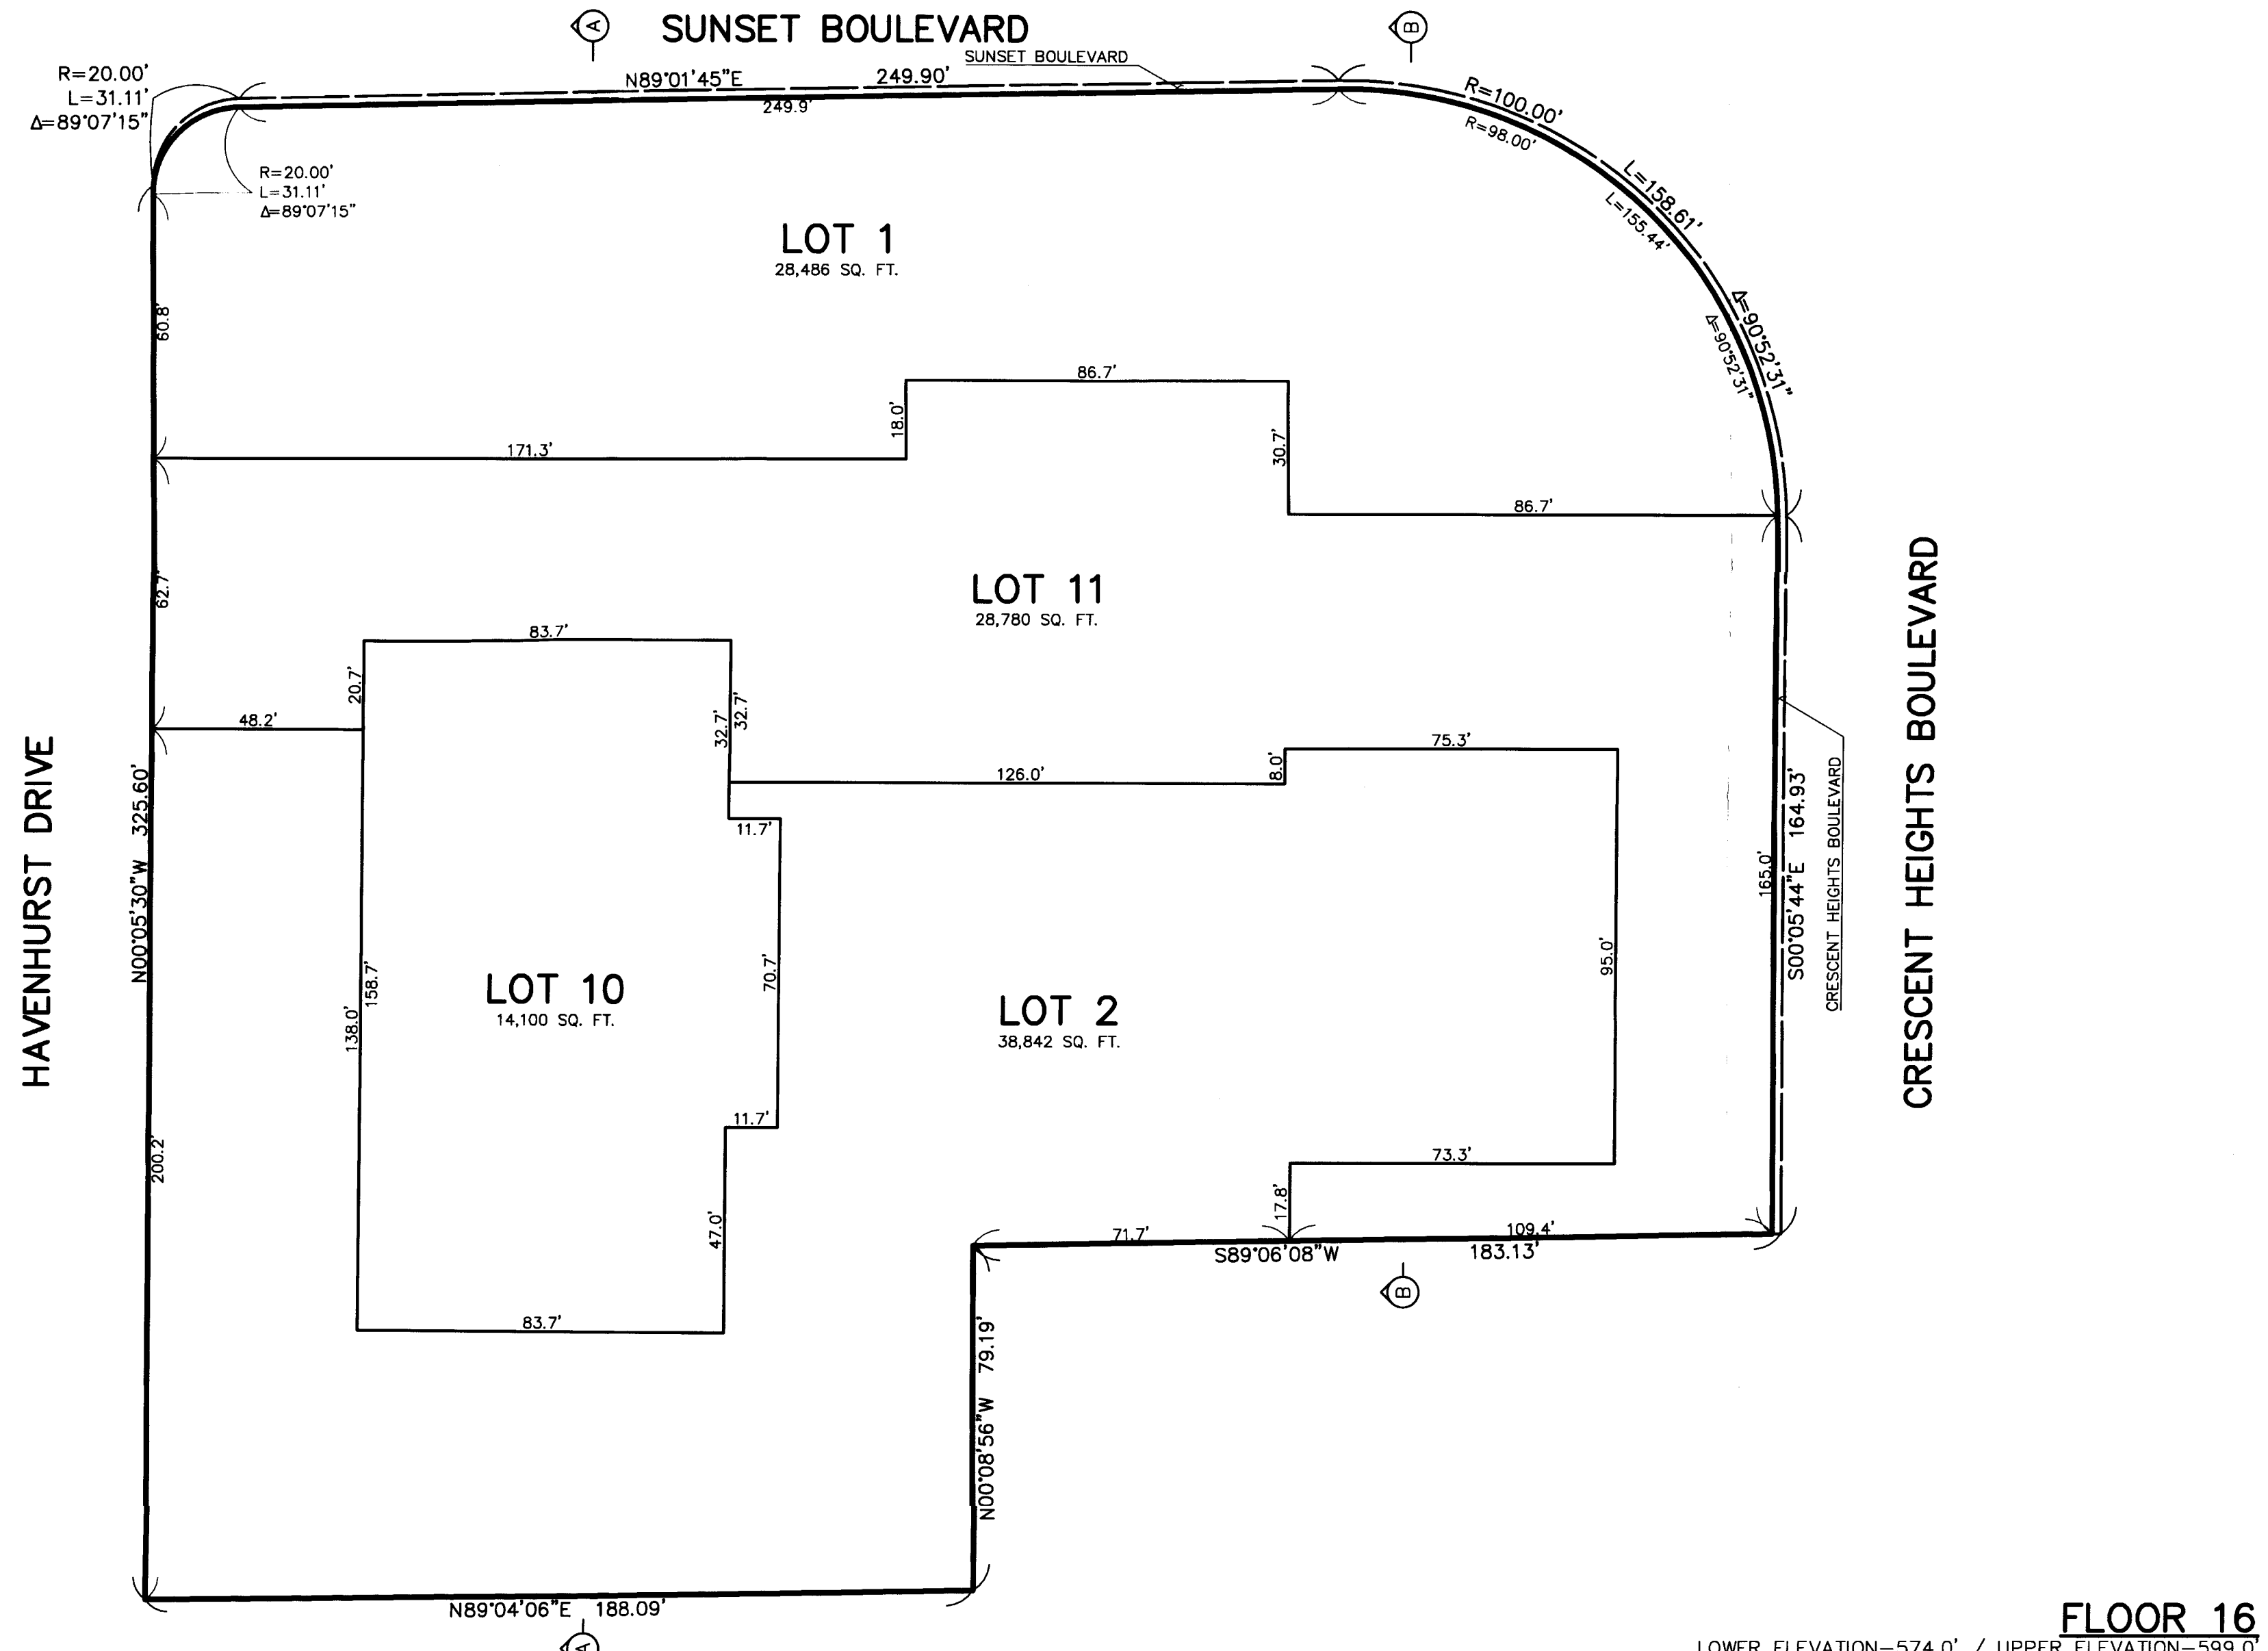 A
SUNSET BOULEVARD
B
SUNSET BOULEVARD
R=20.00'
L=31.11'
Δ=89°07'15"
N89°01'45"E 249.90'
249.9'
R=100.00'
R=98.00'
R=20.00'
L=31.11'
Δ=89°07'15"
L=158.61'
L=155.44'
LOT 1
28,486 SQ. FT.
Δ=90°52'31"
Δ=90°52'31"
60.8'
86.7'
18.0'
30.7'
171.3'
86.7'
62.7'
LOT 11
28,780 SQ. FT.
CRESCENT HEIGHTS BOULEVARD
83.7'
20.7'
32.7'
32.7'
48.2'
75.3'
126.0'
8.0'
11.7'
HAVENHURST DRIVE
N00°05'30"W 325.60'
165.0'
S00°05'44"E 164.93'
CRESCENT HEIGHTS BOULEVARD
158.7'
138.0'
LOT 10
14,100 SQ. FT.
70.7'
LOT 2
38,842 SQ. FT.
95.0'
11.7'
200.2'
73.3'
47.0'
17.8'
71.7'
109.4'
S89°06'08"W 183.13'
B
83.7'
N00°08'56"W 79.19'
N89°04'06"E 188.09'
A
FLOOR 16
LOWER ELEVATION=574.0' / UPPER ELEVATION=599.0'